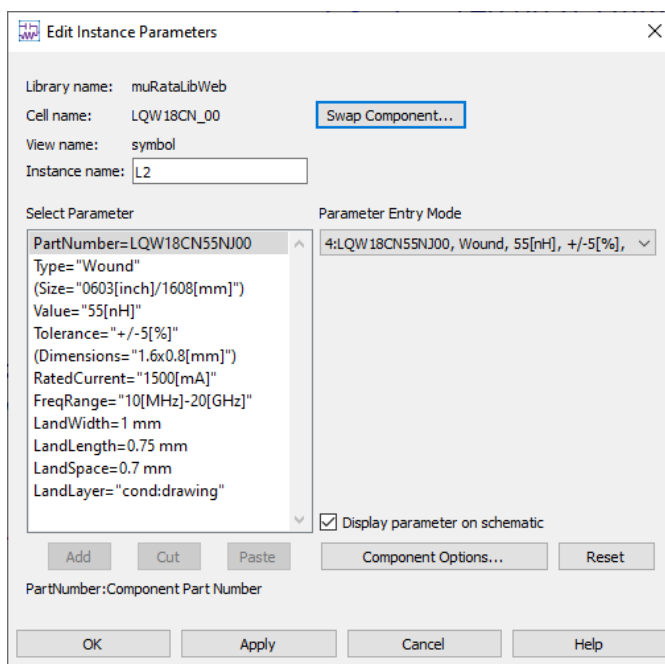 Edit Instance Parameters
Library name: muRataLibWeb
Cell name: LQW18CN_00
Swap Component...
View name: symbol
Instance name: L2
Select Parameter
PartNumber=LQW18CN55NJ00
Type="Wound"
(Size="0603[inch]/1608[mm]")
Value="55[nH]"
Tolerance="+/-5[%]"
(Dimensions="1.6x0.8[mm]")
RatedCurrent="1500[mA]"
FreqRange="10[MHz]-20[GHz]"
LandWidth=1 mm
LandLength=0.75 mm
LandSpace=0.7 mm
LandLayer="cond:drawing"
Parameter Entry Mode
4:LQW18CN55NJ00, Wound, 55[nH], +/-5[%],
Display parameter on schematic
Add Cut Paste
Component Options... Reset
PartNumber:Component Part Number
OK Apply Cancel Help